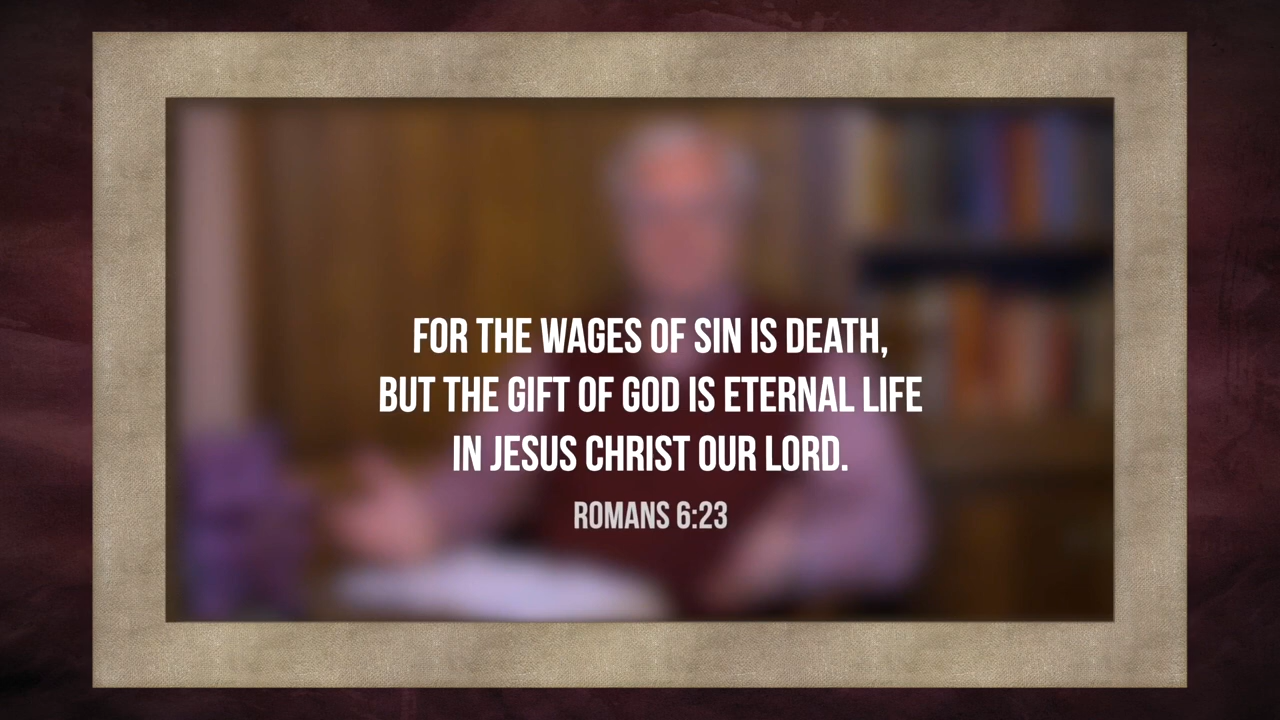 FOR THE WAGES OF SIN IS DEATH,
BUT THE GIFT OF GOD IS ETERNAL LIFE
IN JESUS CHRIST OUR LORD.
ROMANS 6:23